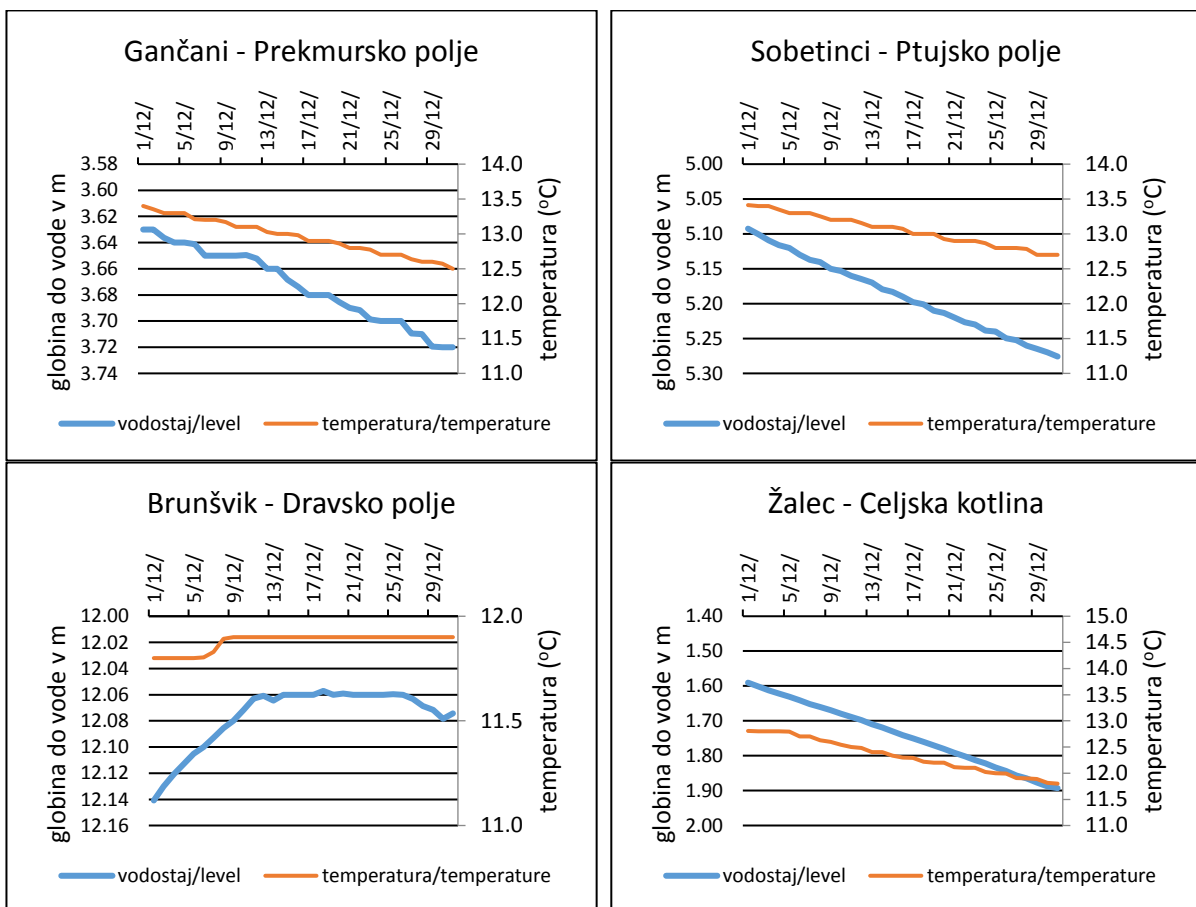 Gančani - Prekmursko polje
1/12/ 5/12/ 9/12/ 13/12/ 17/12/ 21/12/ 25/12/ 29/12/
globina do vode v m
3.58
3.60
3.62
3.64
3.66
3.68
3.70
3.72
3.74
14.0
13.5
13.0
12.5
12.0
11.5
11.0
temperatura (°C)
vodostaj/level temperatura/temperature
Sobetinci - Ptujsko polje
1/12/ 5/12/ 9/12/ 13/12/ 17/12/ 21/12/ 25/12/ 29/12/
globina do vode v m
5.00
5.05
5.10
5.15
5.20
5.25
5.30
14.0
13.5
13.0
12.5
12.0
11.5
11.0
temperatura (°C)
vodostaj/level temperatura/temperature
Brunšvik - Dravsko polje
1/12/ 5/12/ 9/12/ 13/12/ 17/12/ 21/12/ 25/12/ 29/12/
globina do vode v m
12.00
12.02
12.04
12.06
12.08
12.10
12.12
12.14
12.16
12.0
11.5
11.0
temperatura (°C)
vodostaj/level temperatura/temperature
Žalec - Celjska kotlina
1/12/ 5/12/ 9/12/ 13/12/ 17/12/ 21/12/ 25/12/ 29/12/
globina do vode v m
1.40
1.50
1.60
1.70
1.80
1.90
2.00
15.0
14.5
14.0
13.5
13.0
12.5
12.0
11.5
11.0
temperatura (°C)
vodostaj/level temperatura/temperature